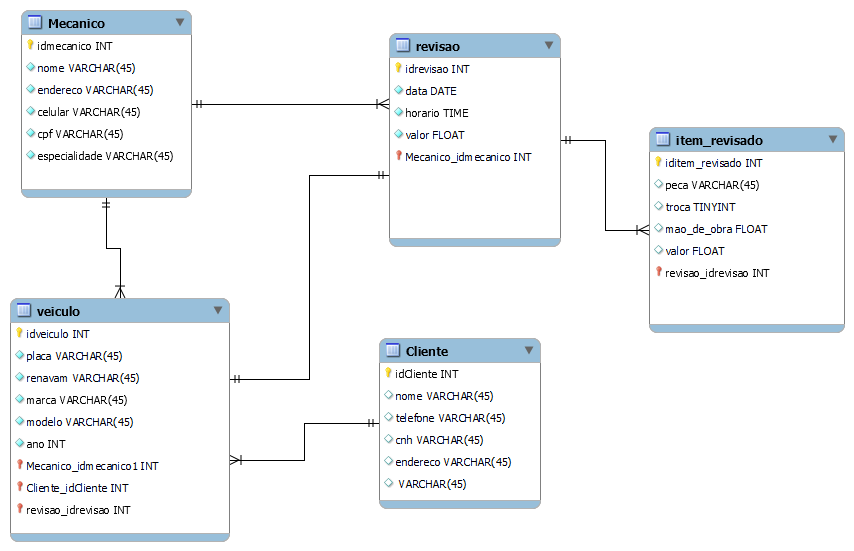 Mecanico
idmecanico INT
nome VARCHAR(45)
endereco VARCHAR(45)
celular VARCHAR(45)
cpf VARCHAR(45)
especialidade VARCHAR(45)
revisao
idrevisao INT
data DATE
horario TIME
valor FLOAT
Mecanico_idmecanico INT
item_revisado
iditem_revisado INT
peca VARCHAR(45)
troca TINYINT
mao_de_obra FLOAT
valor FLOAT
revisao_idrevisao INT
veiculo
idveiculo INT
placa VARCHAR(45)
renavam VARCHAR(45)
marca VARCHAR(45)
modelo VARCHAR(45)
ano INT
Mecanico_idmecanico1 INT
Cliente_idCliente INT
revisao_idrevisao INT
Cliente
idCliente INT
nome VARCHAR(45)
telefone VARCHAR(45)
cnh VARCHAR(45)
endereco VARCHAR(45)
VARCHAR(45)